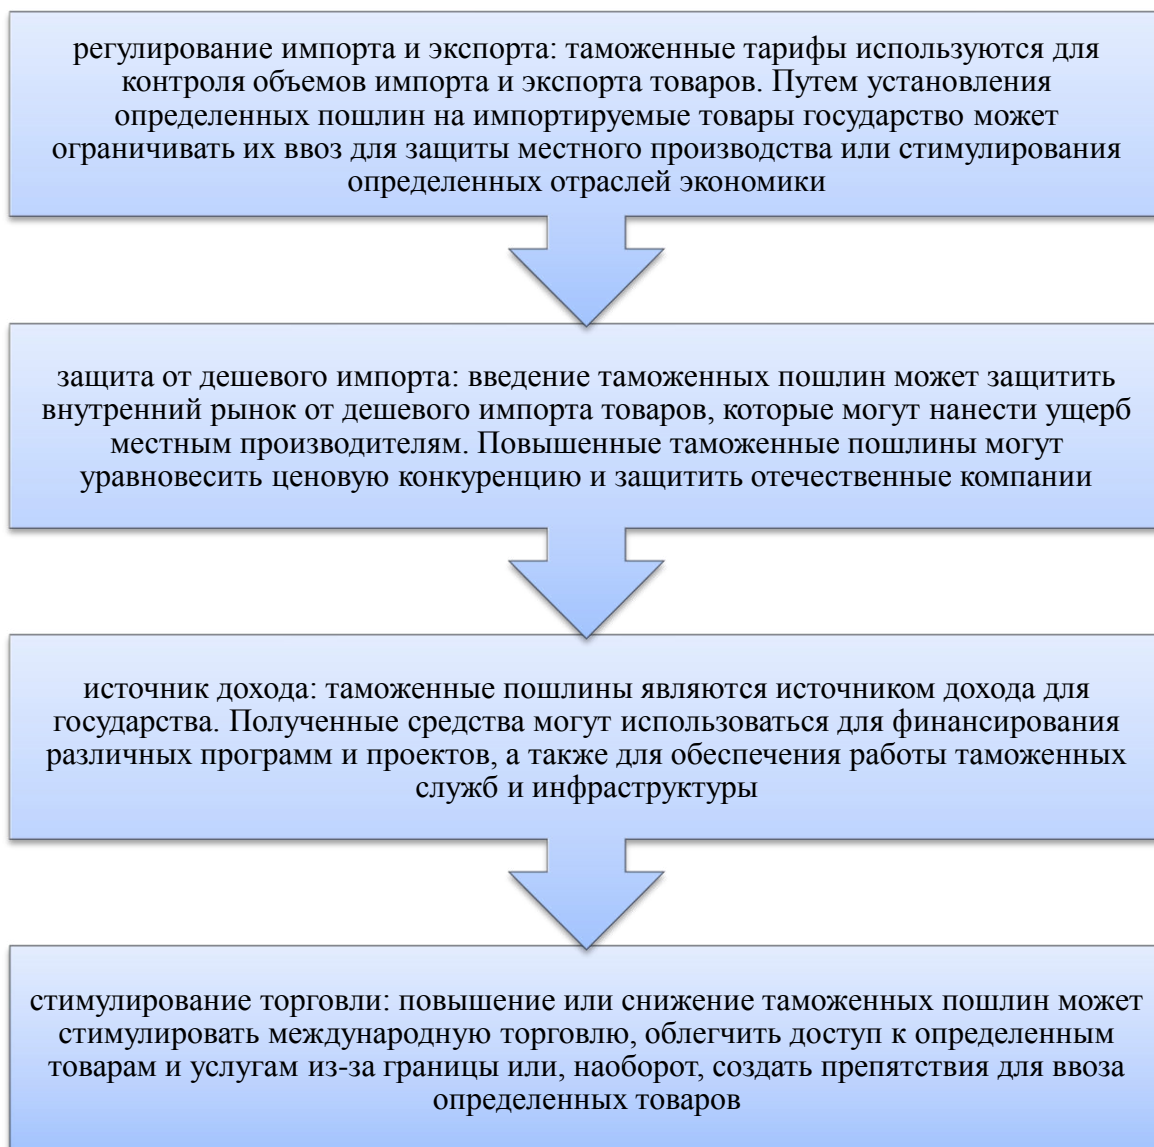 регулирование импорта и экспорта: таможенные тарифы используются для
контроля объемов импорта и экспорта товаров. Путем установления
определенных пошлин на импортируемые товары государство может
ограничивать их ввоз для защиты местного производства или стимулирования
определенных отраслей экономики
защита от дешевого импорта: введение таможенных пошлин может защитить
внутренний рынок от дешевого импорта товаров, которые могут нанести ущерб
местным производителям. Повышенные таможенные пошлины могут
уравновесить ценовую конкуренцию и защитить отечественные компании
источник дохода: таможенные пошлины являются источником дохода для
государства. Полученные средства могут использоваться для финансирования
различных программ и проектов, а также для обеспечения работы таможенных
служб и инфраструктуры
стимулирование торговли: повышение или снижение таможенных пошлин может
стимулировать международную торговлю, облегчить доступ к определенным
товарам и услугам из-за границы или, наоборот, создать препятствия для ввоза
определенных товаров